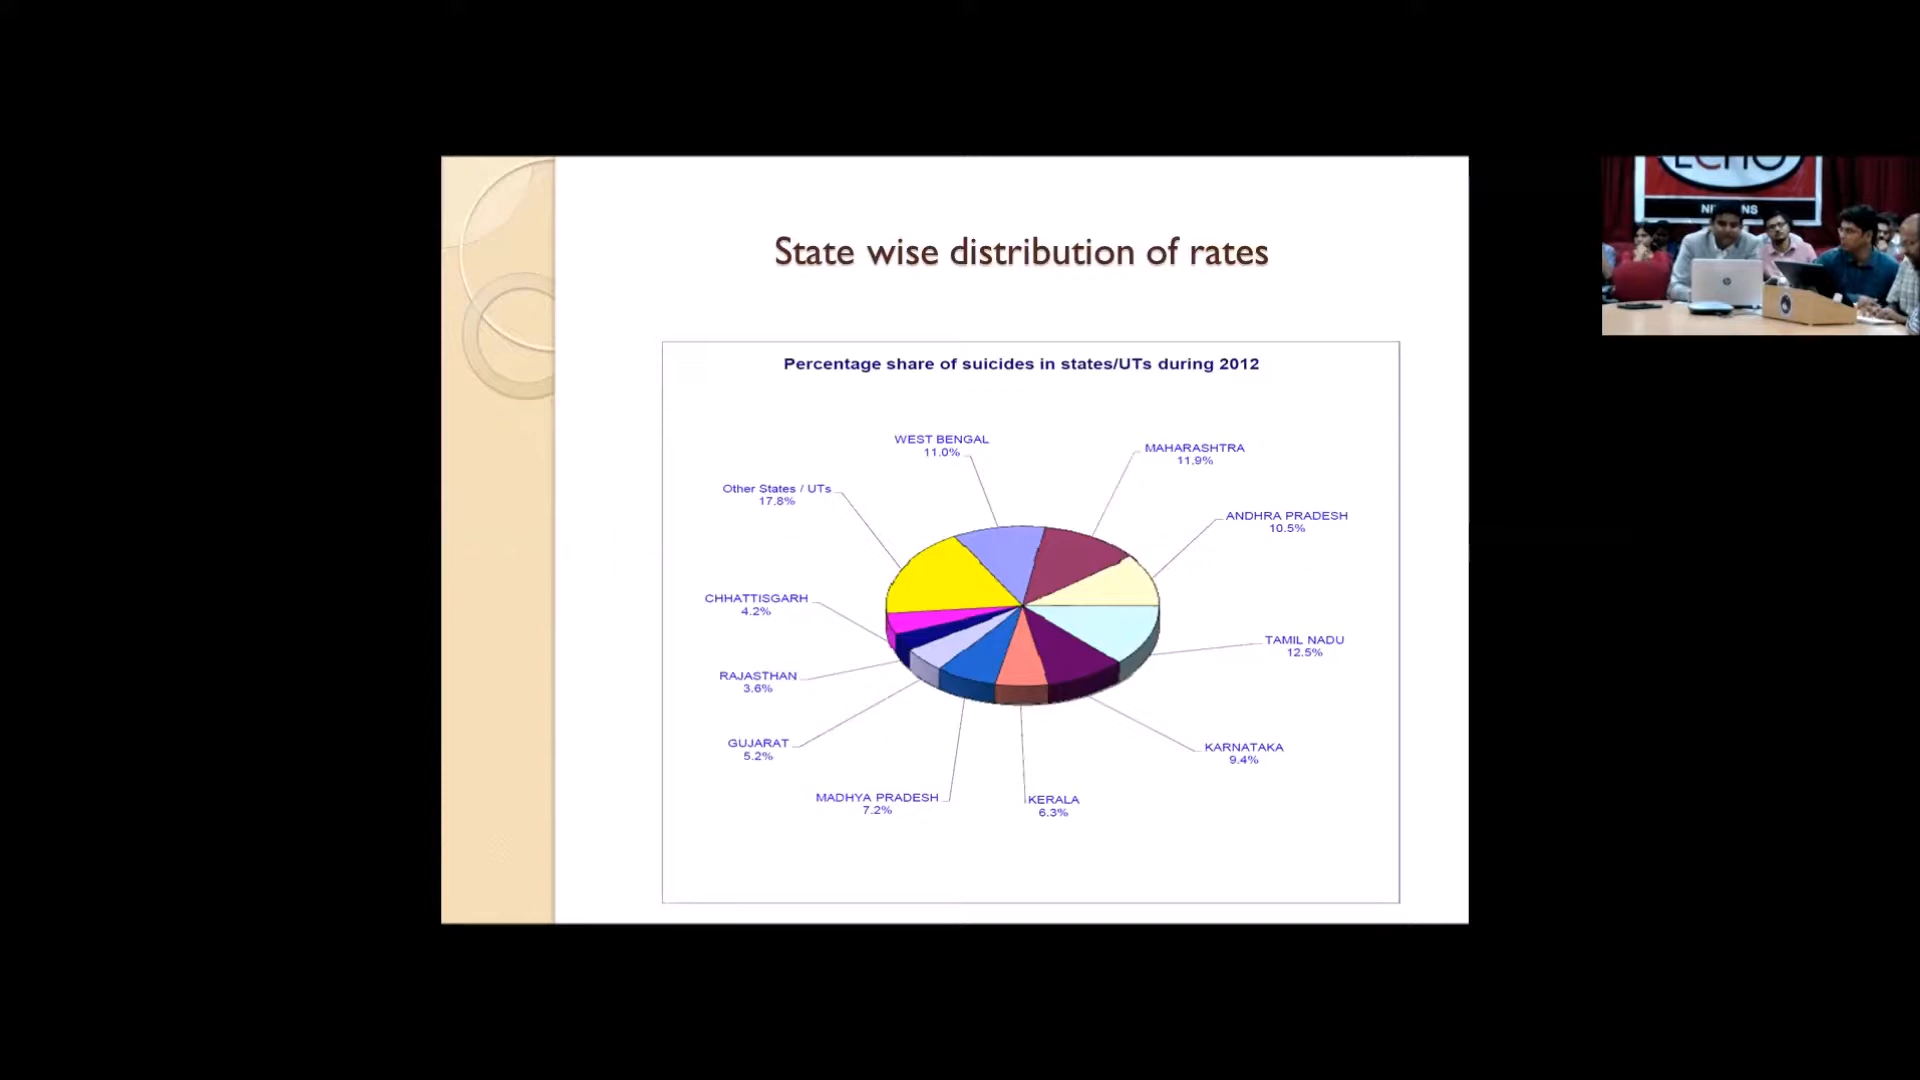 State wise distribution of rates
Percentage share of suicides in states/UTs during 2012
WEST BENGAL
11.0%
MAHARASHTRA
11.9%
Other States / UTs
17.8%
ANDHRA PRADESH
10.5%
CHHATTISGARH
4.2%
TAMIL NADU
12.5%
RAJASTHAN
3.6%
GUJARAT
5.2%
KARNATAKA
9.4%
MADHYA PRADESH
7.2%
KERALA
6.3%
ECHO